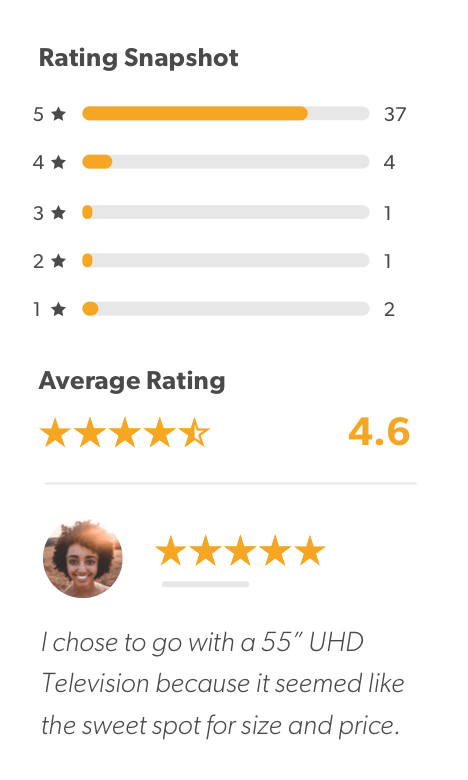 Rating Snapshot
5 ★ 37
4 ★ 4
3 ★ 1
2 ★ 1
1 ★ 2
Average Rating
4.6
I chose to go with a 55” UHD
Television because it seemed like
the sweet spot for size and price.